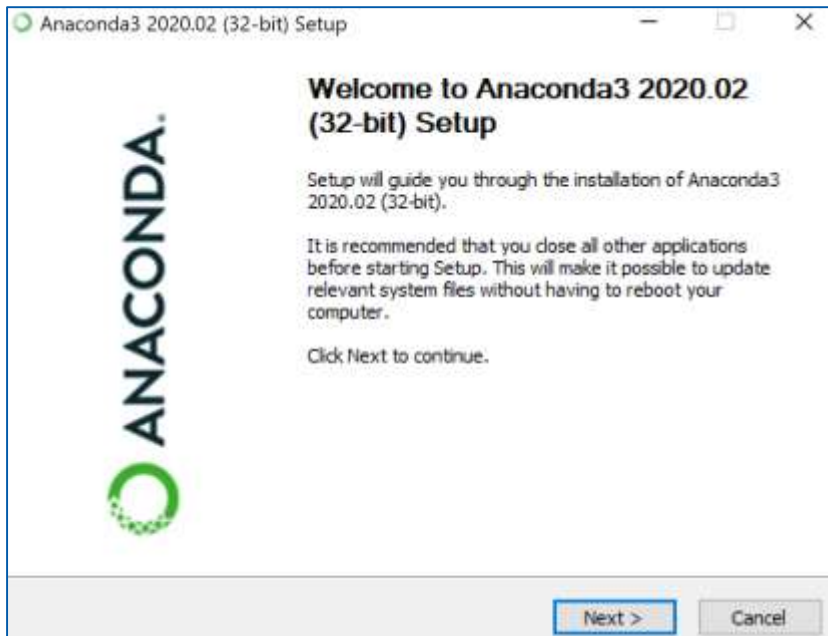 Anaconda3 2020.02 (32-bit) Setup
ANACONDA.
Welcome to Anaconda3 2020.02
(32-bit) Setup
Setup will guide you through the installation of Anaconda3
2020.02 (32-bit).
It is recommended that you close all other applications
before starting Setup. This will make it possible to update
relevant system files without having to reboot your
computer.
Click Next to continue.
Next >
Cancel